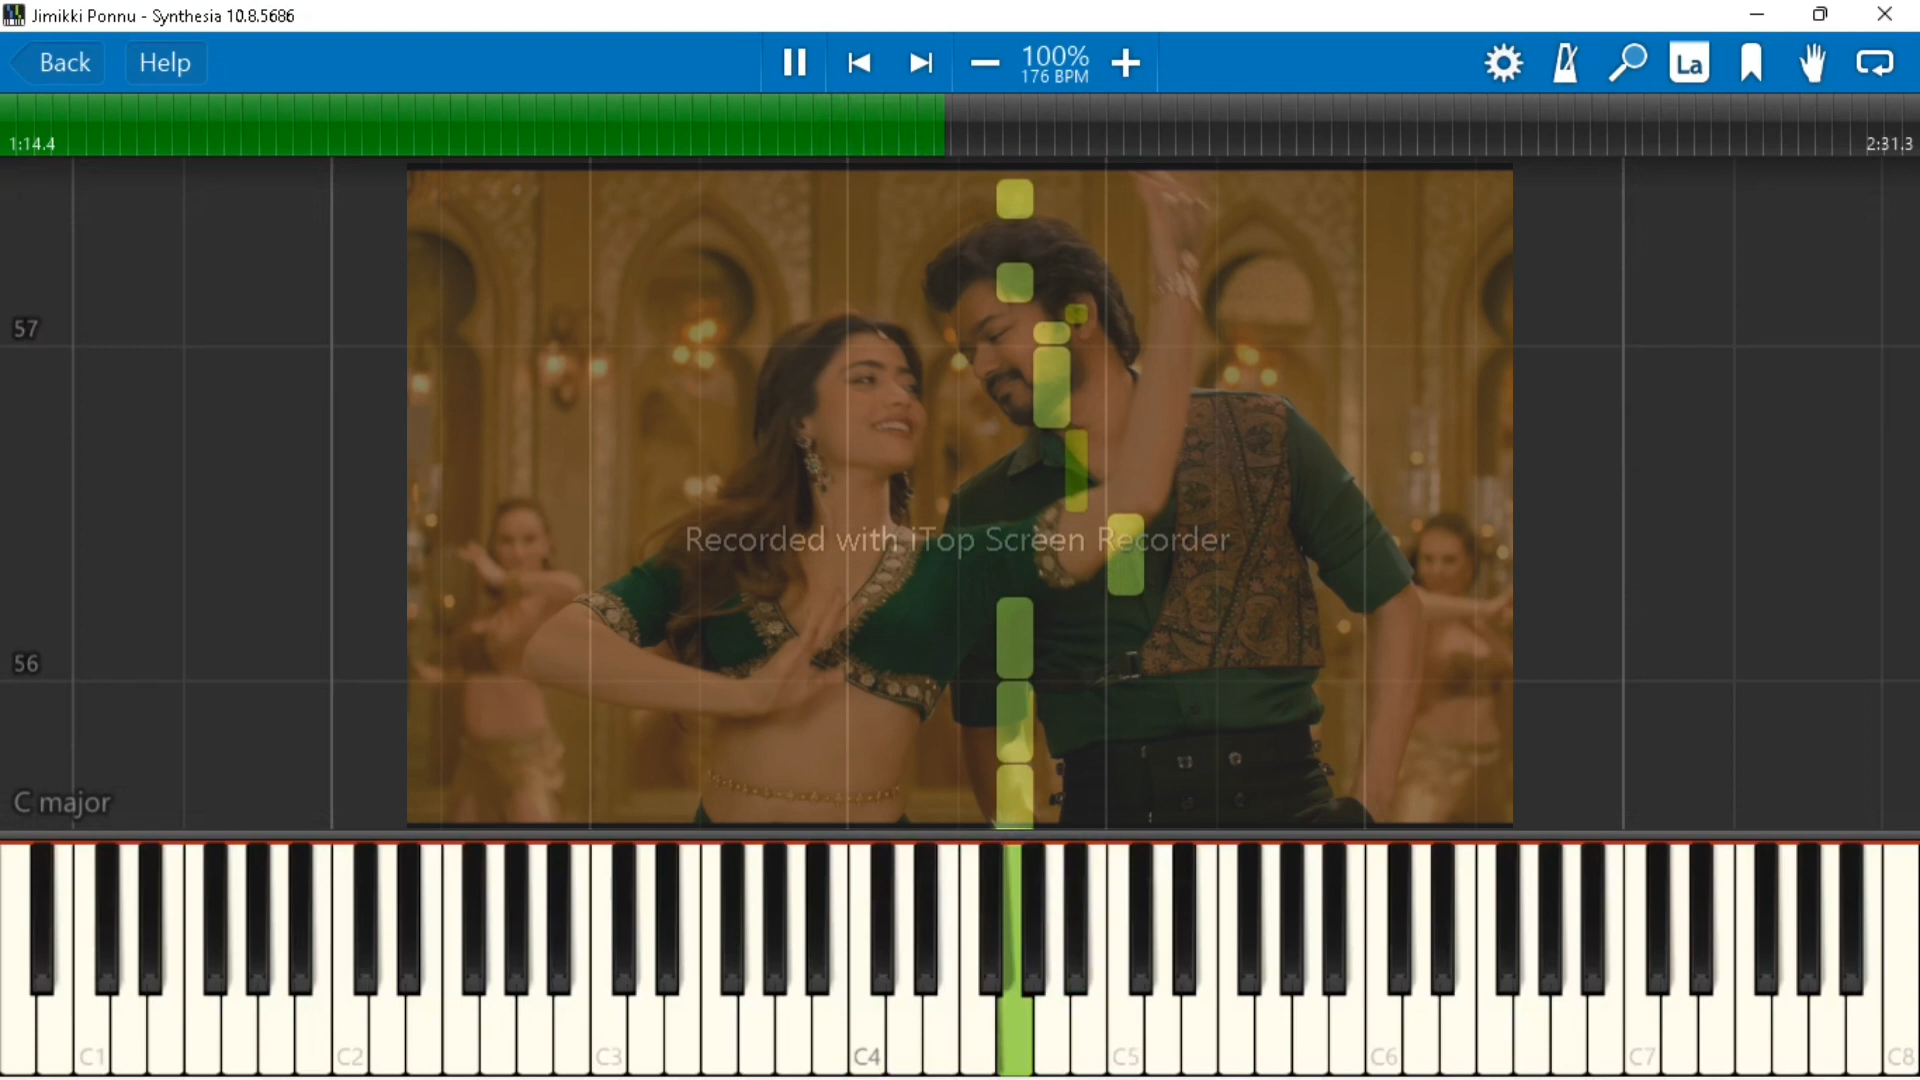 Jimikki Ponnu - Synthesia 10.8.5686
Back
Help
100%
176 BPM
La
1:14.4
2:31.3
57
Recorded with iTop Screen Recorder
56
C major
C1
C2
C3
C4
C5
C6
C7
C8